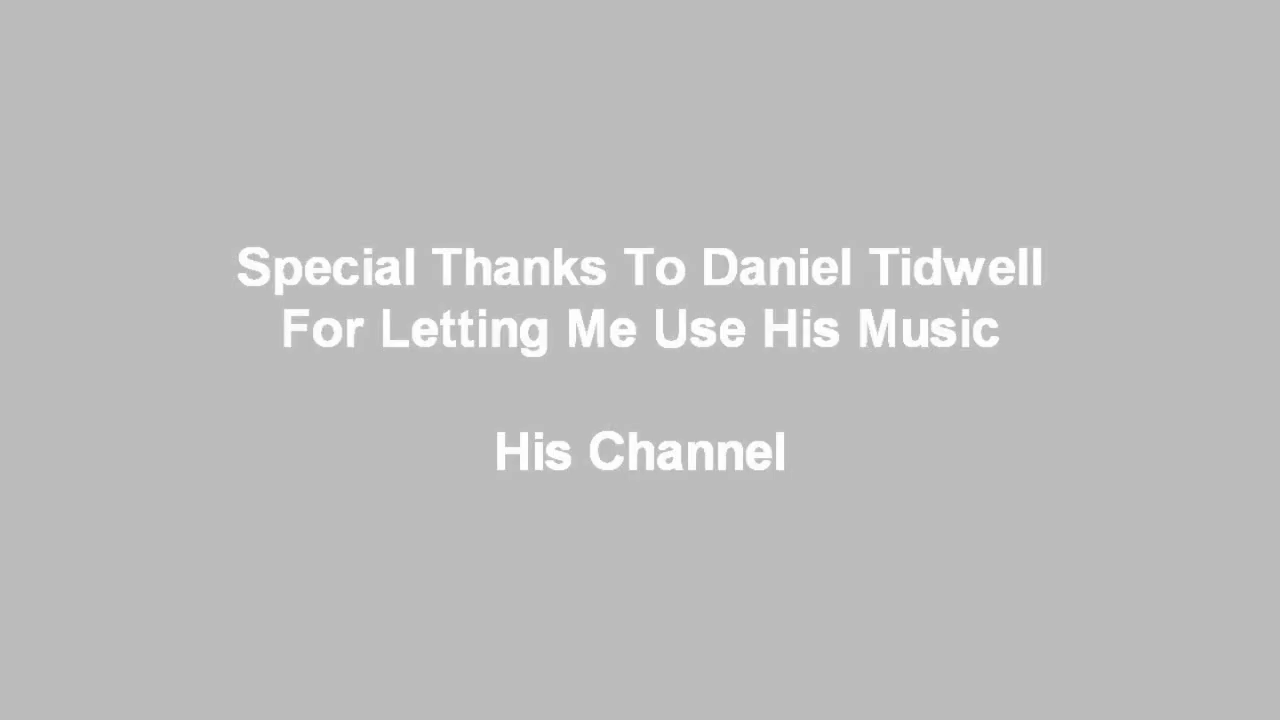 Special Thanks To Daniel Tidwell
For Letting Me Use His Music
His Channel